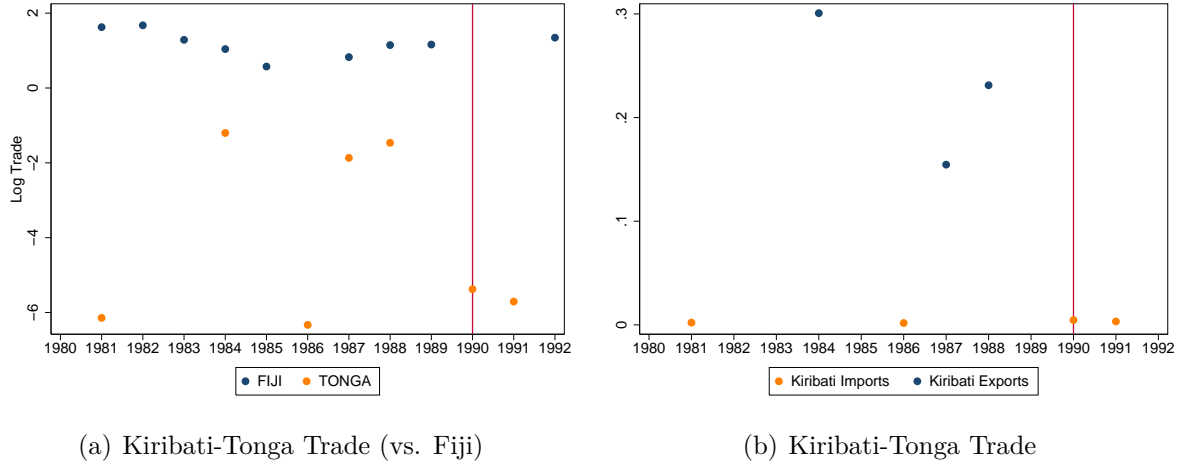 2
0
−2
−4
−6
Log Trade
1980 1981 1982 1983 1984 1985 1986 1987 1988 1989 1990 1991 1992
FIJI TONGA
(a) Kiribati-Tonga Trade (vs. Fiji)
.3
.2
.1
0
1980 1981 1982 1983 1984 1985 1986 1987 1988 1989 1990 1991 1992
Kiribati Imports Kiribati Exports
(b) Kiribati-Tonga Trade